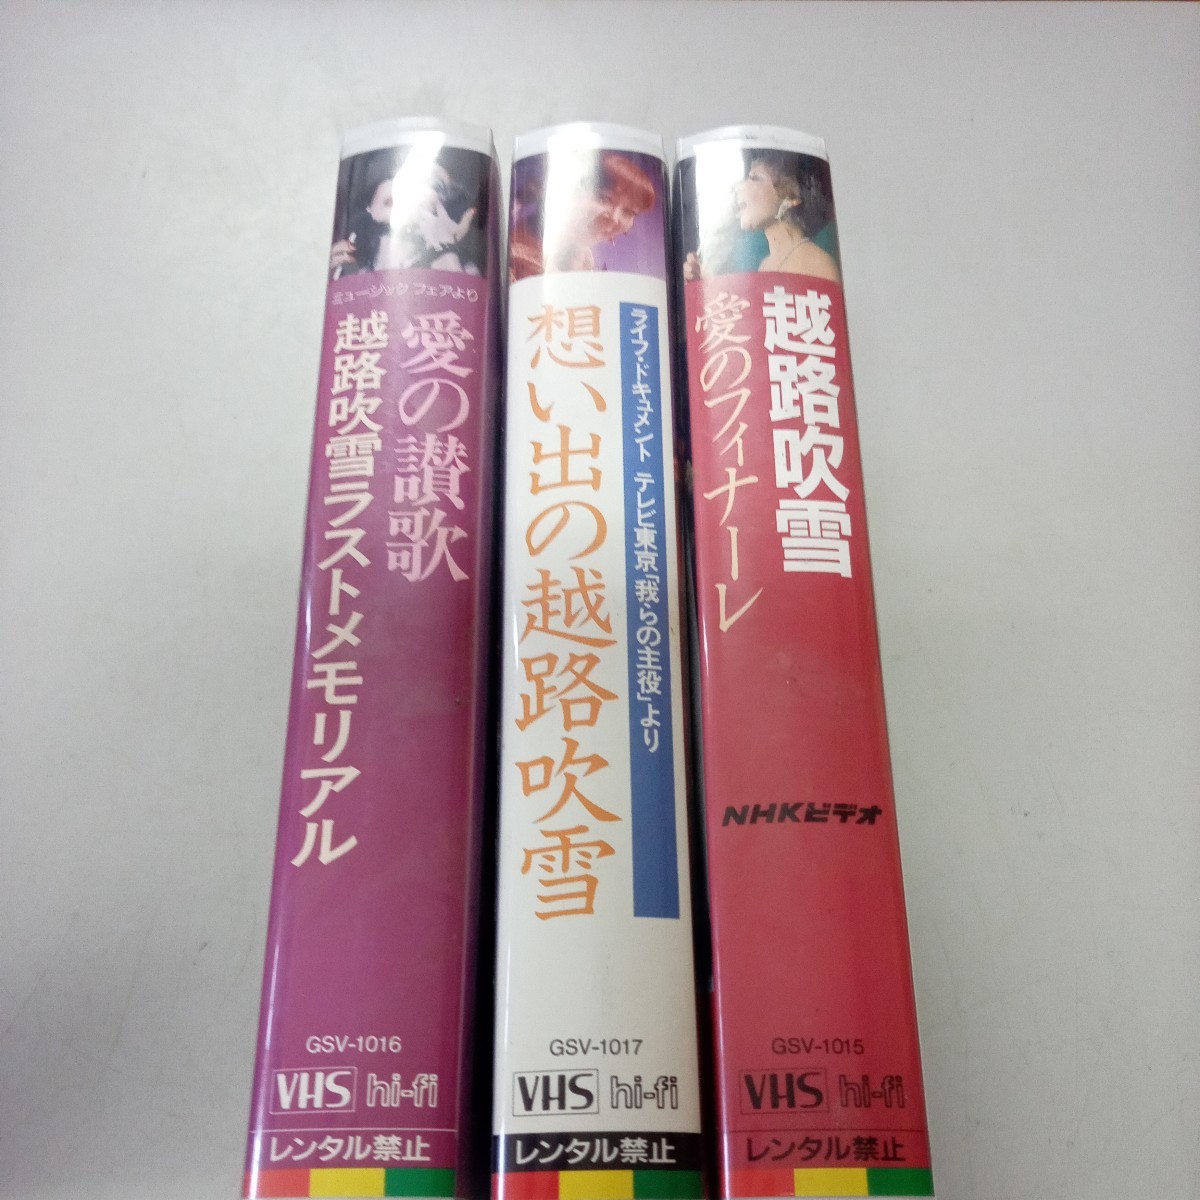 ミュージック フェアより
愛の讃歌
越路吹雪ラストメモリアル
GSV-1016
VHS hi-fi
レンタル禁止
ライフ・ドキュメント テレビ東京「我らの主役」より
想い出の越路吹雪
GSV-1017
VHS hi-fi
レンタル禁止
越路吹雪
愛のフィナーレ
NHKビデオ
GSV-1015
VHS hi-fi
レンタル禁止